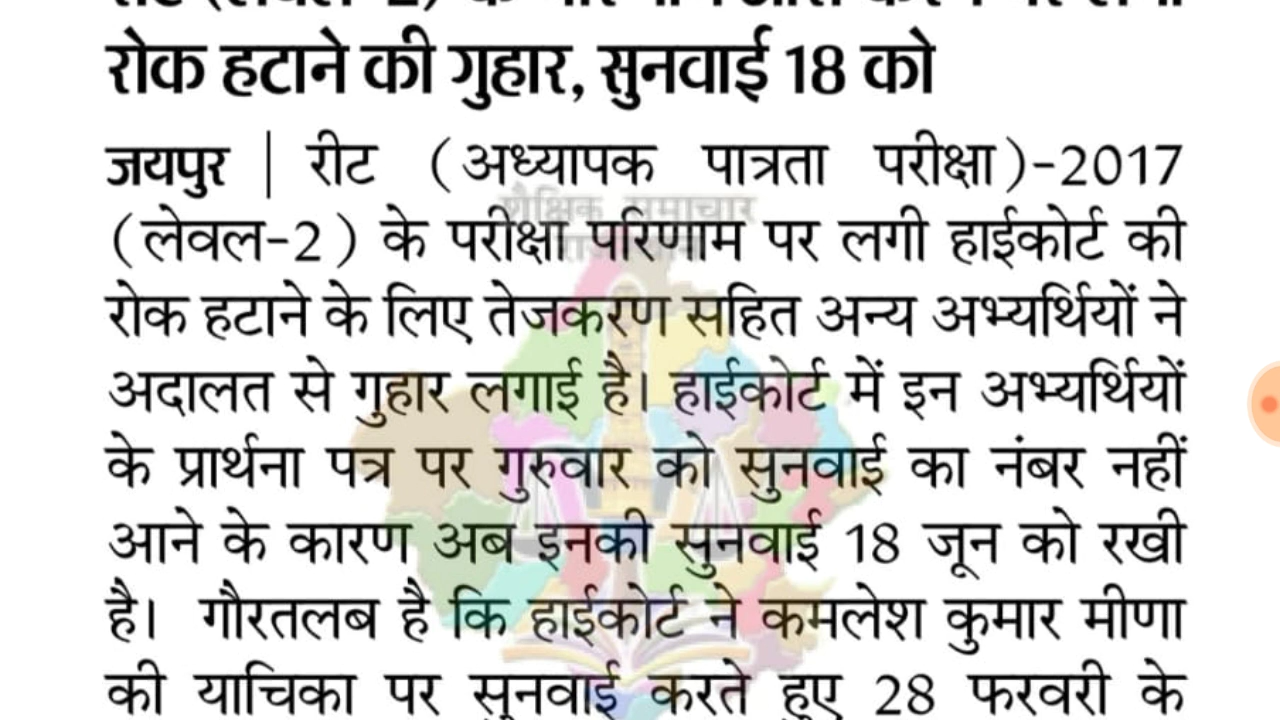 रोक हटाने की गुहार, सुनवाई 18 को
जयपुर | रीट (अध्यापक पात्रता परीक्षा)-2017
शैक्षिक समाचार
(लेवल-2) के परीक्षा परिणाम पर लगी हाईकोर्ट की
रोक हटाने के लिए तेजकरण सहित अन्य अभ्यर्थियों ने
अदालत से गुहार लगाई है। हाईकोर्ट में इन अभ्यर्थियों
के प्रार्थना पत्र पर गुरुवार को सुनवाई का नंबर नहीं
आने के कारण अब इनकी सुनवाई 18 जून को रखी
है। गौरतलब है कि हाईकोर्ट ने कमलेश कुमार मीणा
की याचिका पर सुनवाई करते हुए 28 फरवरी के